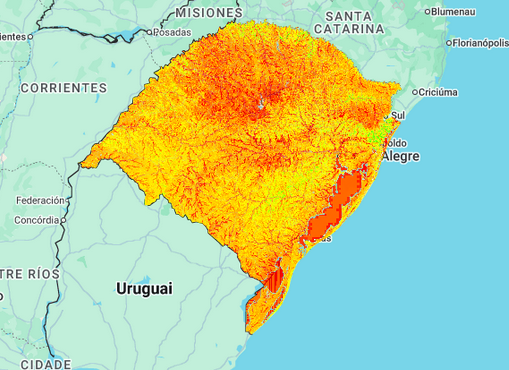 MISIONES
SANTA
CATARINA
Blumenau
ientes
Posadas
Florianópolis
CORRIENTES
Criciúma
Sul
oldo
Alegre
Federación
Concórdia
as
TRE RÍOS
Uruguai
CIDADE